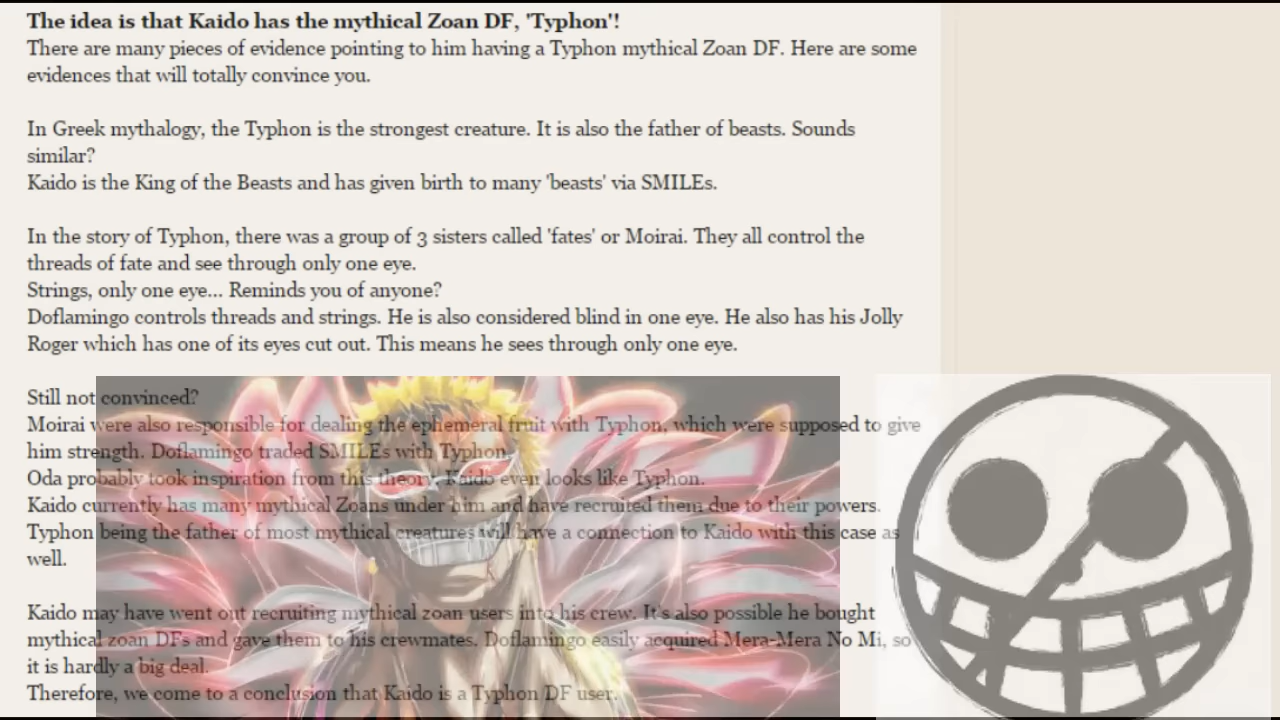 The idea is that Kaido has the mythical Zoan DF, 'Typhon'!
There are many pieces of evidence pointing to him having a Typhon mythical Zoan DF. Here are some
evidences that will totally convince you.
In Greek mythalogy, the Typhon is the strongest creature. It is also the father of beasts. Sounds
similar?
Kaido is the King of the Beasts and has given birth to many 'beasts' via SMILEs.
In the story of Typhon, there was a group of 3 sisters called 'fates' or Moirai. They all control the
threads of fate and see through only one eye.
Strings, only one eye... Reminds you of anyone?
Doflamingo controls threads and strings. He is also considered blind in one eye. He also has his Jolly
Roger which has one of its eyes cut out. This means he sees through only one eye.
Still not convinced?
Moirai were also responsible for dealing the ephemeral fruit with Typhon, which were supposed to give
him strength. Doflamingo traded SMILEs with Typhon.
Oda probably took inspiration from this theory. Kaido even looks like Typhon.
Kaido currently has many mythical Zoans under him and have recruited them due to their powers.
Typhon being the father of most mythical creatures will have a connection to Kaido with this case as
well.
Kaido may have went out recruiting mythical zoan users into his crew. It's also possible he bought
mythical zoan DFs and gave them to his crewmates. Doflamingo easily acquired Mera-Mera No Mi, so
it is hardly a big deal.
Therefore, we come to a conclusion that Kaido is a Typhon DF user.